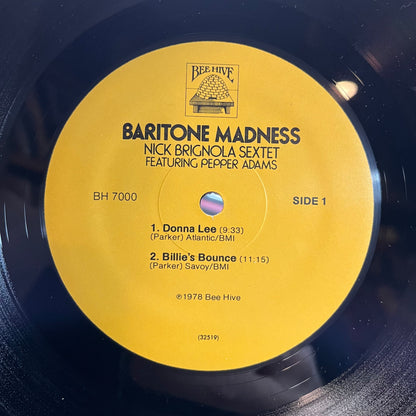 BEE HIVE
BARITONE MADNESS
NICK BRIGNOLA SEXTET
FEATURING PEPPER ADAMS
BH 7000
SIDE 1
1. Donna Lee (9:33)
(Parker) Atlantic/BMI
2. Billie's Bounce (11:15)
(Parker) Savoy/BMI
℗1978 Bee Hive
(32519)